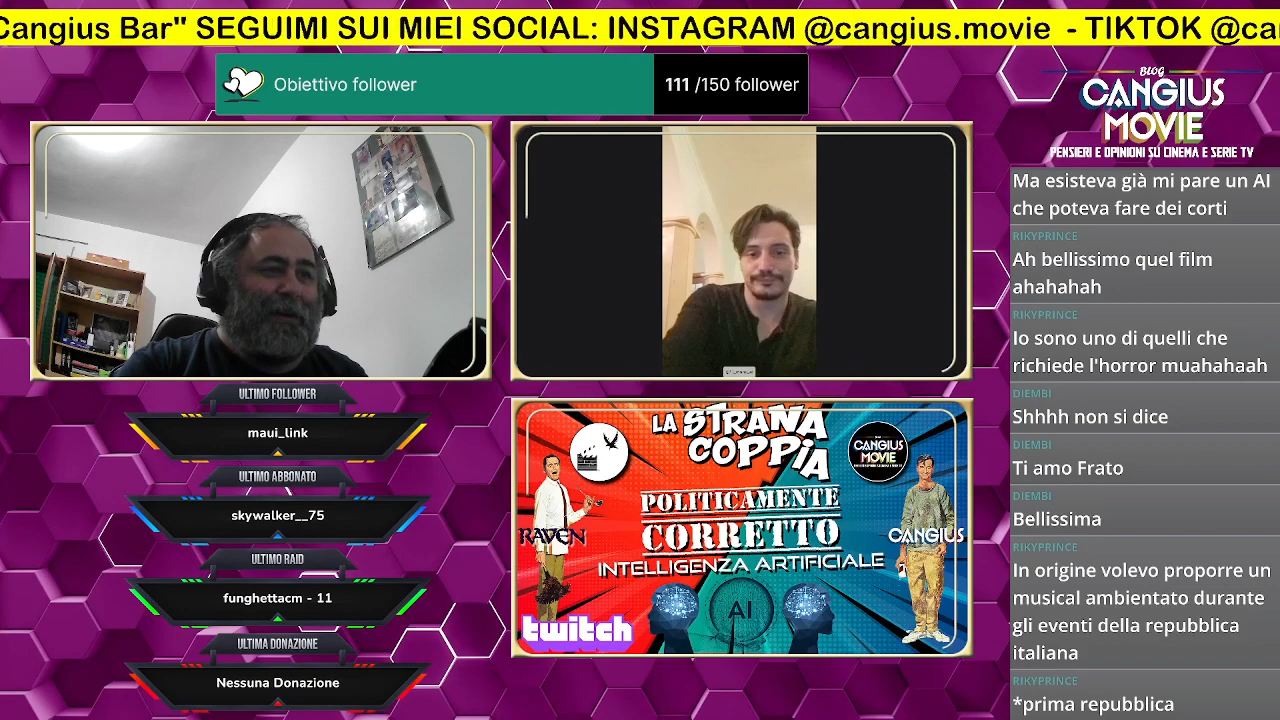 Cangius Bar" SEGUIMI SUI MIEI SOCIAL: INSTAGRAM @cangius.movie - TIKTOK @ca
Obiettivo follower
111 /150 follower
BLOG
CANGIUS
MOVIE
PENSIERI E OPINIONI SU CINEMA E SERIE TV
ULTIMO FOLLOWER
maui_link
ULTIMO ABBONATO
skywalker__75
ULTIMO RAID
funghettacm - 11
ULTIMA DONAZIONE
Nessuna Donazione
LA STRANA
COPPIA
CANGIUS
MOVIE
POLITICAMENTE
CORRETTO
INTELLIGENZA ARTIFICIALE
RAVEN
CANGIUS
AI
twitch
Ma esisteva già mi pare un AI
che poteva fare dei corti
RIKYPRINCE
Ah bellissimo quel film
ahahahah
RIKYPRINCE
Io sono uno di quelli che
richiede l'horror muahahaah
DIEMBI
Shhhh non si dice
DIEMBI
Ti amo Frato
DIEMBI
Bellissima
RIKYPRINCE
In origine volevo proporre un
musical ambientato durante
gli eventi della repubblica
italiana
RIKYPRINCE
*prima repubblica